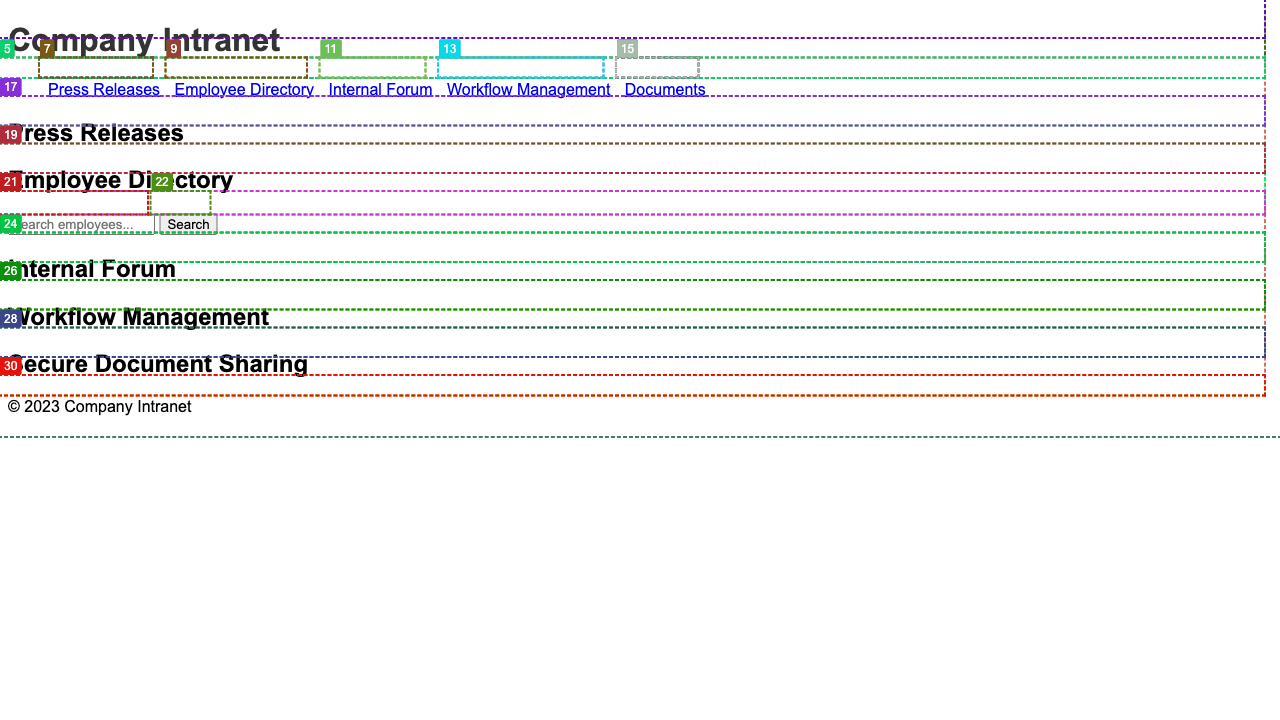 Company Intranet
5 7 9 11 13 15
17 Press Releases Employee Directory Internal Forum Workflow Management Documents
Press Releases
19
Employee Directory
21 22
24 Search employees... Search
Internal Forum
26
Workflow Management
28
Secure Document Sharing
30
© 2023 Company Intranet